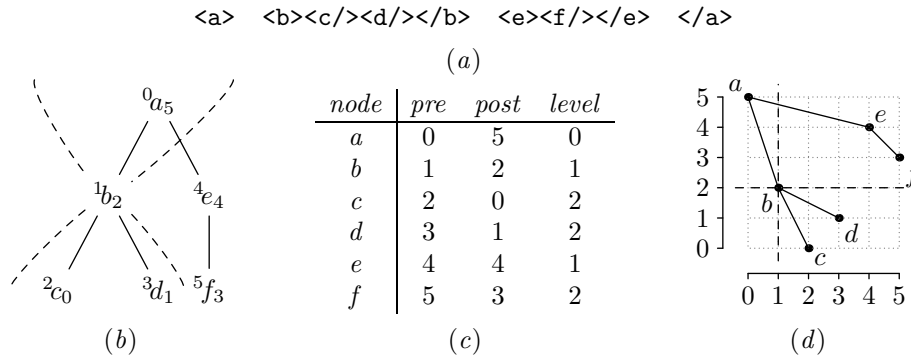 <a> <b><c/><d/></b> <e><f/></e> </a>
(a)
0a5
1b2
4e4
2c0
3d1
5f3
(b)
node pre post level
a 0 5 0
b 1 2 1
c 2 0 2
d 3 1 2
e 4 4 1
f 5 3 2
(c)
a
5
e
4
3
f
2
b
1
d
0
c
0 1 2 3 4 5
(d)